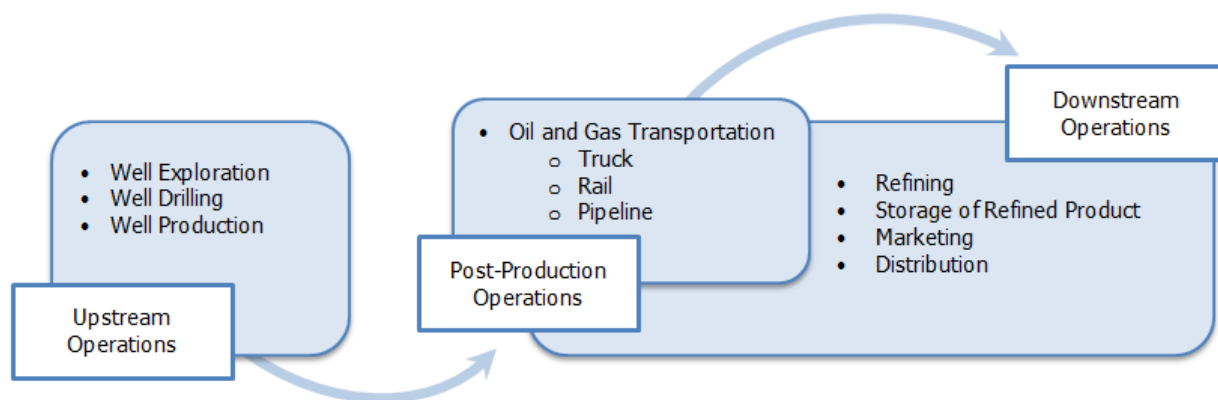 • Well Exploration
• Well Drilling
• Well Production
Upstream
Operations
• Oil and Gas Transportation
o Truck
o Rail
o Pipeline
Post-Production
Operations
Downstream
Operations
• Refining
• Storage of Refined Product
• Marketing
• Distribution